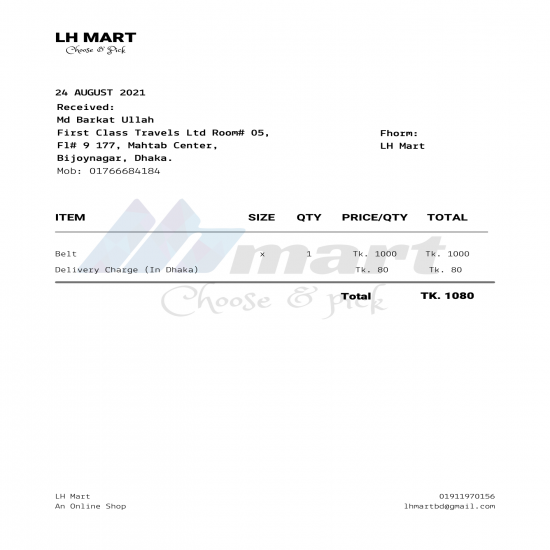 LH MART
Choose & Pick
24 AUGUST 2021
Received:
Md Barkat Ullah
First Class Travels Ltd Room# 05,
Fl# 9 177, Mahtab Center,
Bijoynagar, Dhaka.
Mob: 01766684184
Fhorm:
LH Mart
ITEM SIZE QTY PRICE/QTY TOTAL
mart
Belt x 1 Tk. 1000 Tk. 1000
Delivery Charge (In Dhaka) Tk. 80 Tk. 80
Choose & pick
Total TK. 1080
LH Mart 01911970156
An Online Shop lhmartbd@gmail.com